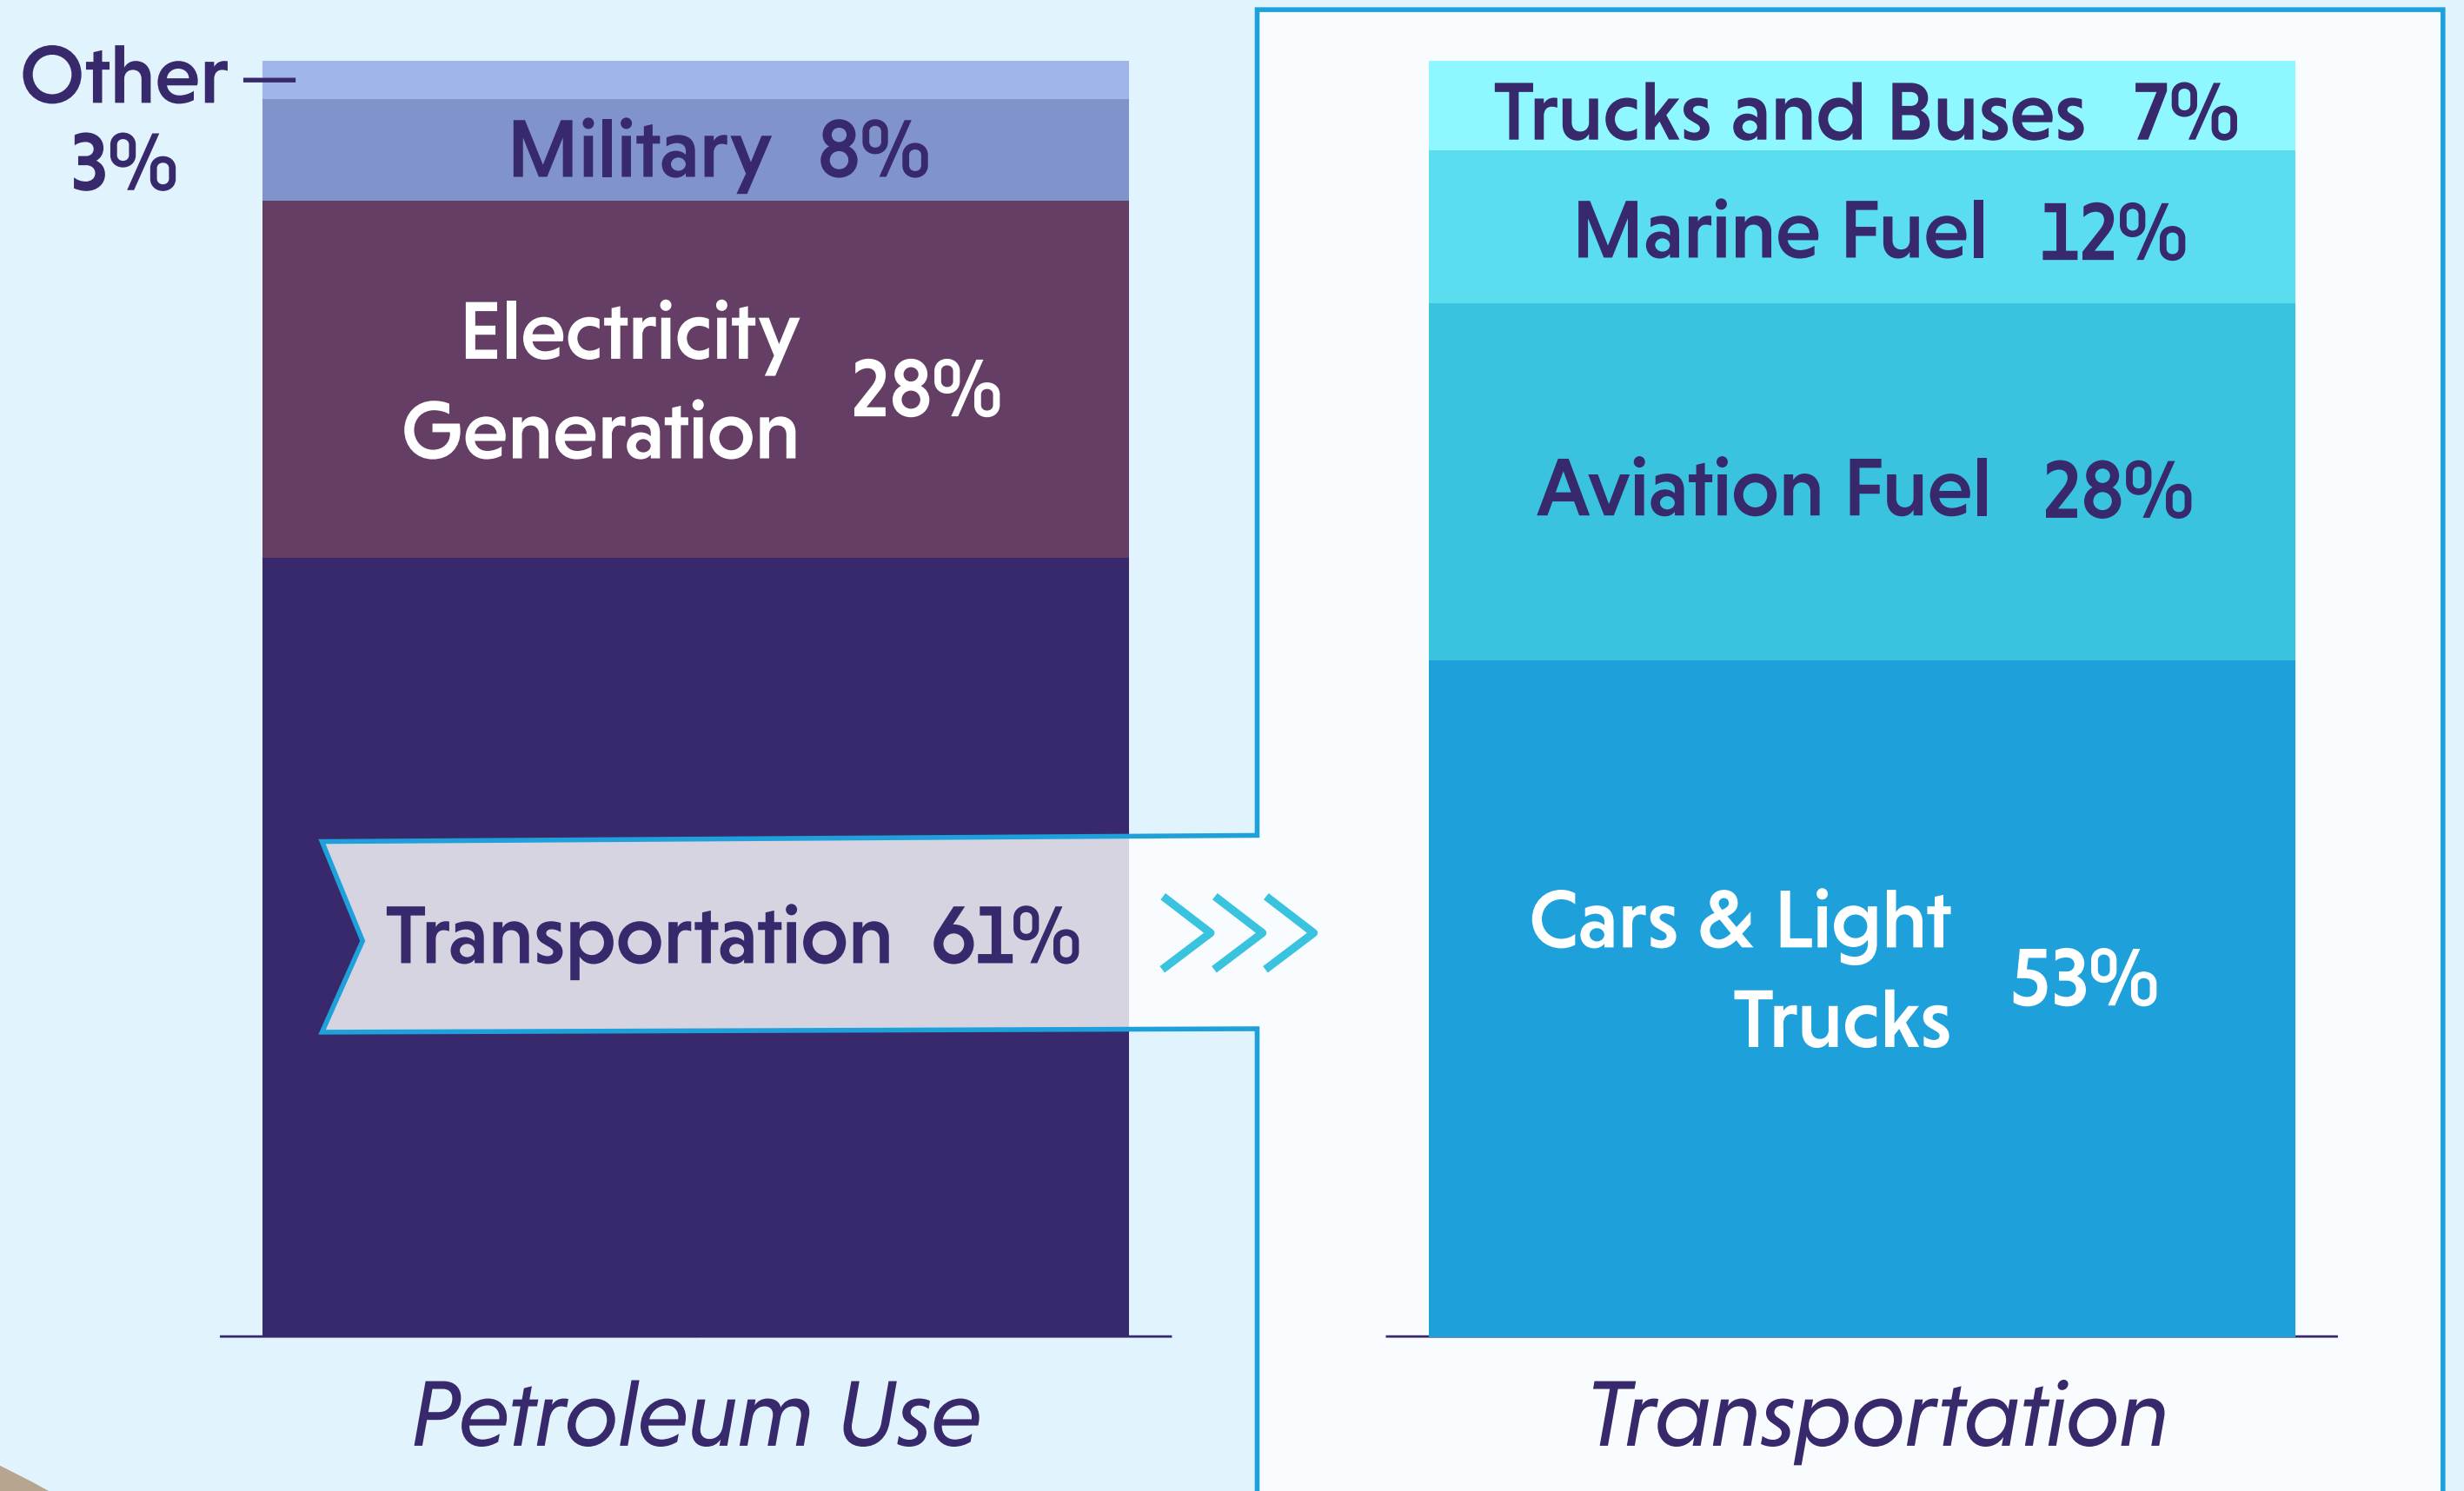 Other
3%
Military 8%
Electricity
Generation
28%
Transportation 61%
Petroleum Use
Trucks and Buses 7%
Marine Fuel 12%
Aviation Fuel 28%
Cars & Light
Trucks
53%
Transportation